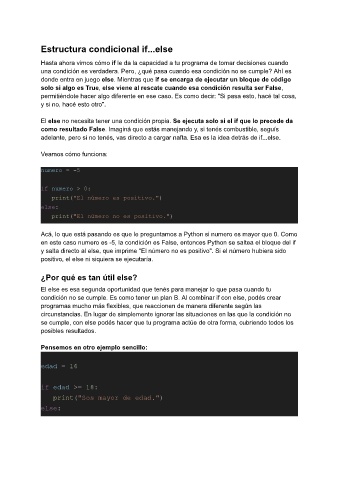 Estructura condicional if...else
Hasta ahora vimos cómo if le da la capacidad a tu programa de tomar decisiones cuando
una condición es verdadera. Pero, ¿qué pasa cuando esa condición no se cumple? Ahí es
donde entra en juego else. Mientras que if se encarga de ejecutar un bloque de código
solo si algo es True, else viene al rescate cuando esa condición resulta ser False,
permitiéndole hacer algo diferente en ese caso. Es como decir: "Si pasa esto, hacé tal cosa,
y si no, hacé esto otro".
El else no necesita tener una condición propia. Se ejecuta solo si el if que lo precede da
como resultado False. Imaginá que estás manejando y, si tenés combustible, seguís
adelante, pero si no tenés, vas directo a cargar nafta. Esa es la idea detrás de if...else.
Veamos cómo funciona:
numero = -5
if numero > 0:
print("El número es positivo.")
else:
print("El número no es positivo.")
Acá, lo que está pasando es que le preguntamos a Python si numero es mayor que 0. Como
en este caso numero es -5, la condición es False, entonces Python se saltea el bloque del if
y salta directo al else, que imprime "El número no es positivo". Si el número hubiera sido
positivo, el else ni siquiera se ejecutaría.
¿Por qué es tan útil else?
El else es esa segunda oportunidad que tenés para manejar lo que pasa cuando tu
condición no se cumple. Es como tener un plan B. Al combinar if con else, podés crear
programas mucho más flexibles, que reaccionen de manera diferente según las
circunstancias. En lugar de simplemente ignorar las situaciones en las que la condición no
se cumple, con else podés hacer que tu programa actúe de otra forma, cubriendo todos los
posibles resultados.
Pensemos en otro ejemplo sencillo:
edad = 16
if edad >= 18:
print("Sos mayor de edad.")
else: